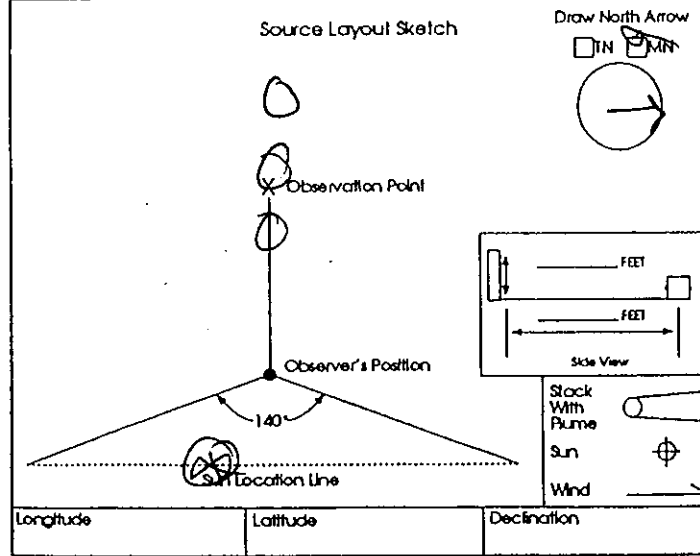 Source Layout Sketch
Draw North Arrow
TN MN
Observation Point
FEET
FEET
Side View
Observer's Position
140°
Sun Location Line
Stack
With
Plume
Sun
Wind
Longitude
Latitude
Declination